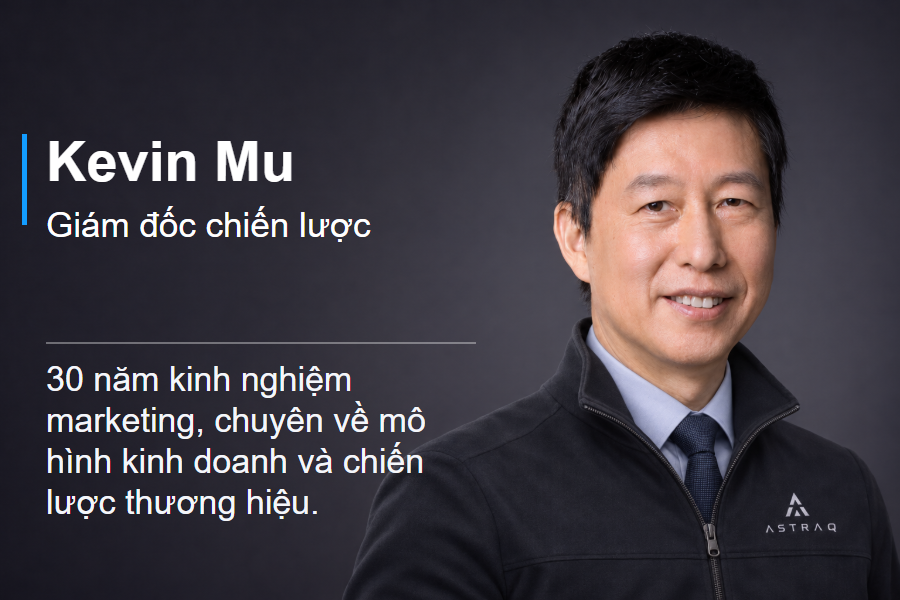 Kevin Mu
Giám đốc chiến lược
30 năm kinh nghiệm
marketing, chuyên về mô
hình kinh doanh và chiến
lược thương hiệu.
ASTRAQ